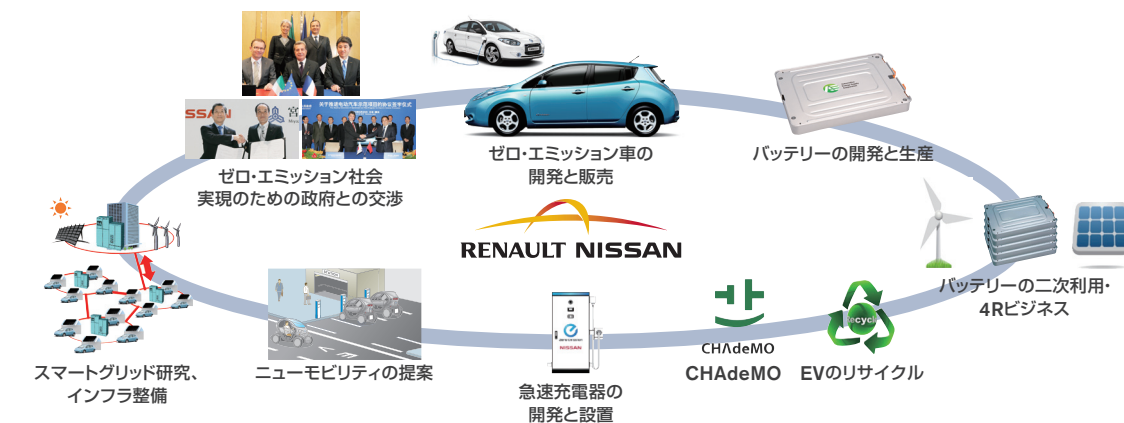 ゼロ・エミッション社会
実現のための政府との交渉
ゼロ・エミッション車の
開発と販売
バッテリーの開発と生産
RENAULT NISSAN
バッテリーの二次利用・
4Rビジネス
スマートグリッド研究、
インフラ整備
ニューモビリティの提案
NISSAN
急速充電器の
開発と設置
CHAdeMO
CHAdeMO
recycle
EVのリサイクル